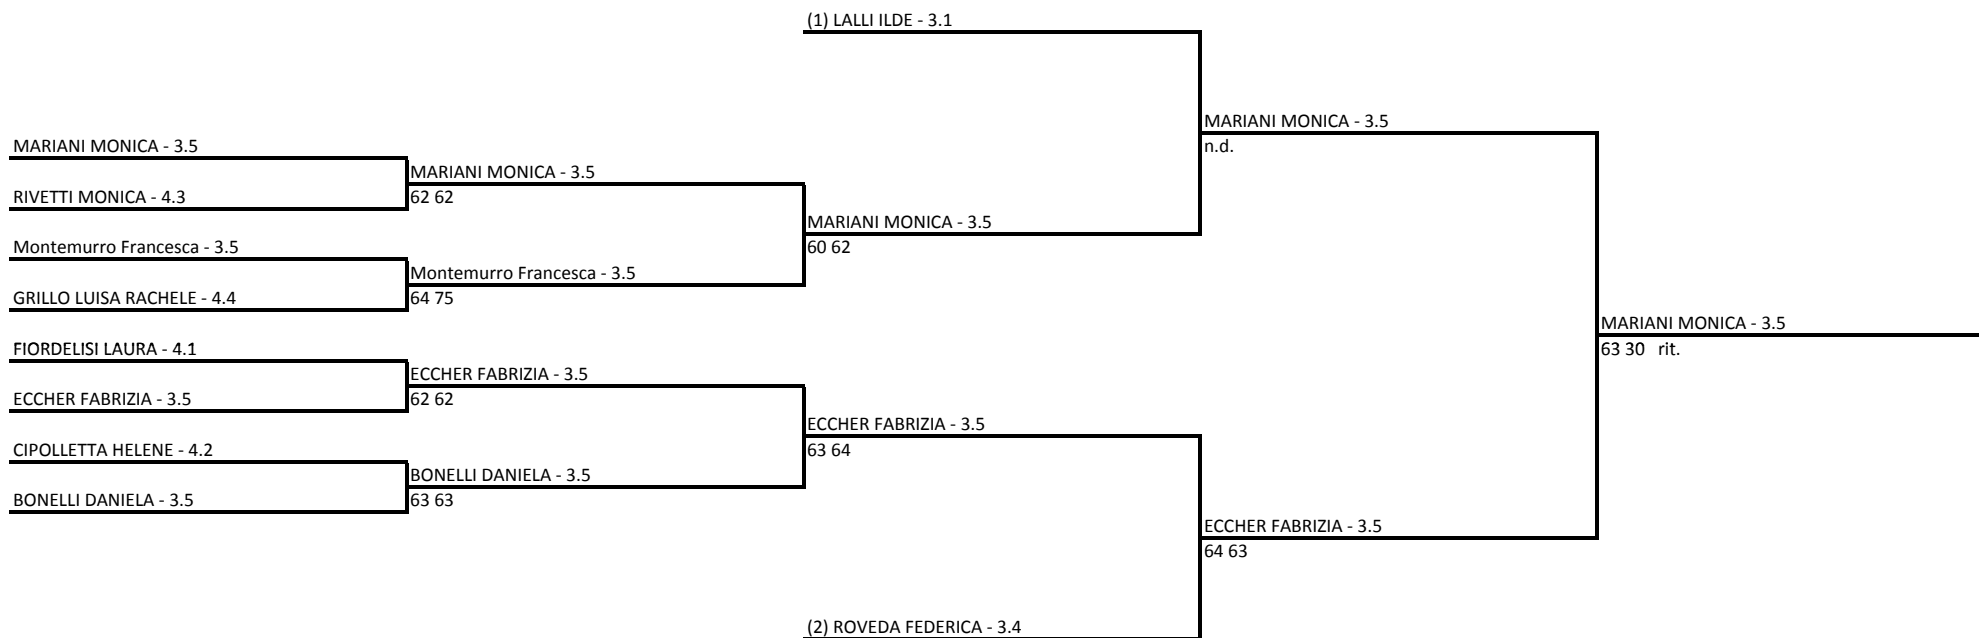 (1) LALLI ILDE - 3.1
MARIANI MONICA - 3.5
n.d.
MARIANI MONICA - 3.5
MARIANI MONICA - 3.5
62 62
RIVETTI MONICA - 4.3
MARIANI MONICA - 3.5
60 62
Montemurro Francesca - 3.5
Montemurro Francesca - 3.5
64 75
GRILLO LUISA RACHELE - 4.4
MARIANI MONICA - 3.5
63 30 rit.
FIORDELISI LAURA - 4.1
ECCHER FABRIZIA - 3.5
62 62
ECCHER FABRIZIA - 3.5
ECCHER FABRIZIA - 3.5
63 64
CIPOLLETTA HELENE - 4.2
BONELLI DANIELA - 3.5
63 63
BONELLI DANIELA - 3.5
ECCHER FABRIZIA - 3.5
64 63
(2) ROVEDA FEDERICA - 3.4